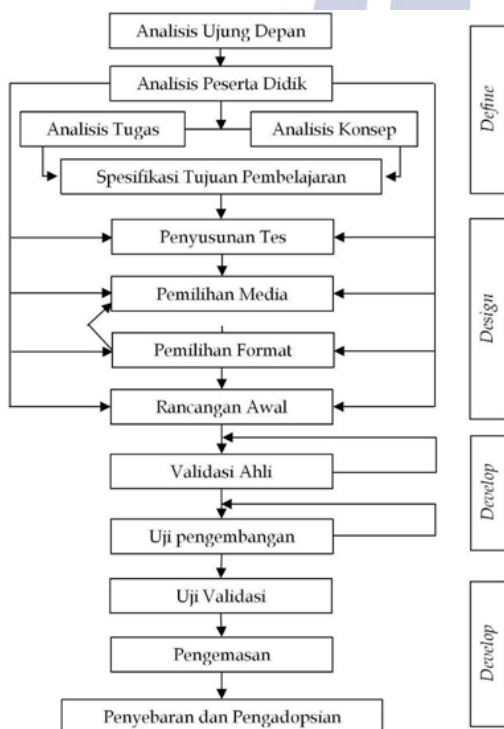 Analisis Ujung Depan
Analisis Peserta Didik
Analisis Tugas
Analisis Konsep
Spesifikasi Tujuan Pembelajaran
Define
Penyusunan Tes
Pemilihan Media
Pemilihan Format
Rancangan Awal
Design
Validasi Ahli
Uji pengembangan
Develop
Uji Validasi
Pengemasan
Penyebaran dan Pengadopsian
Develop